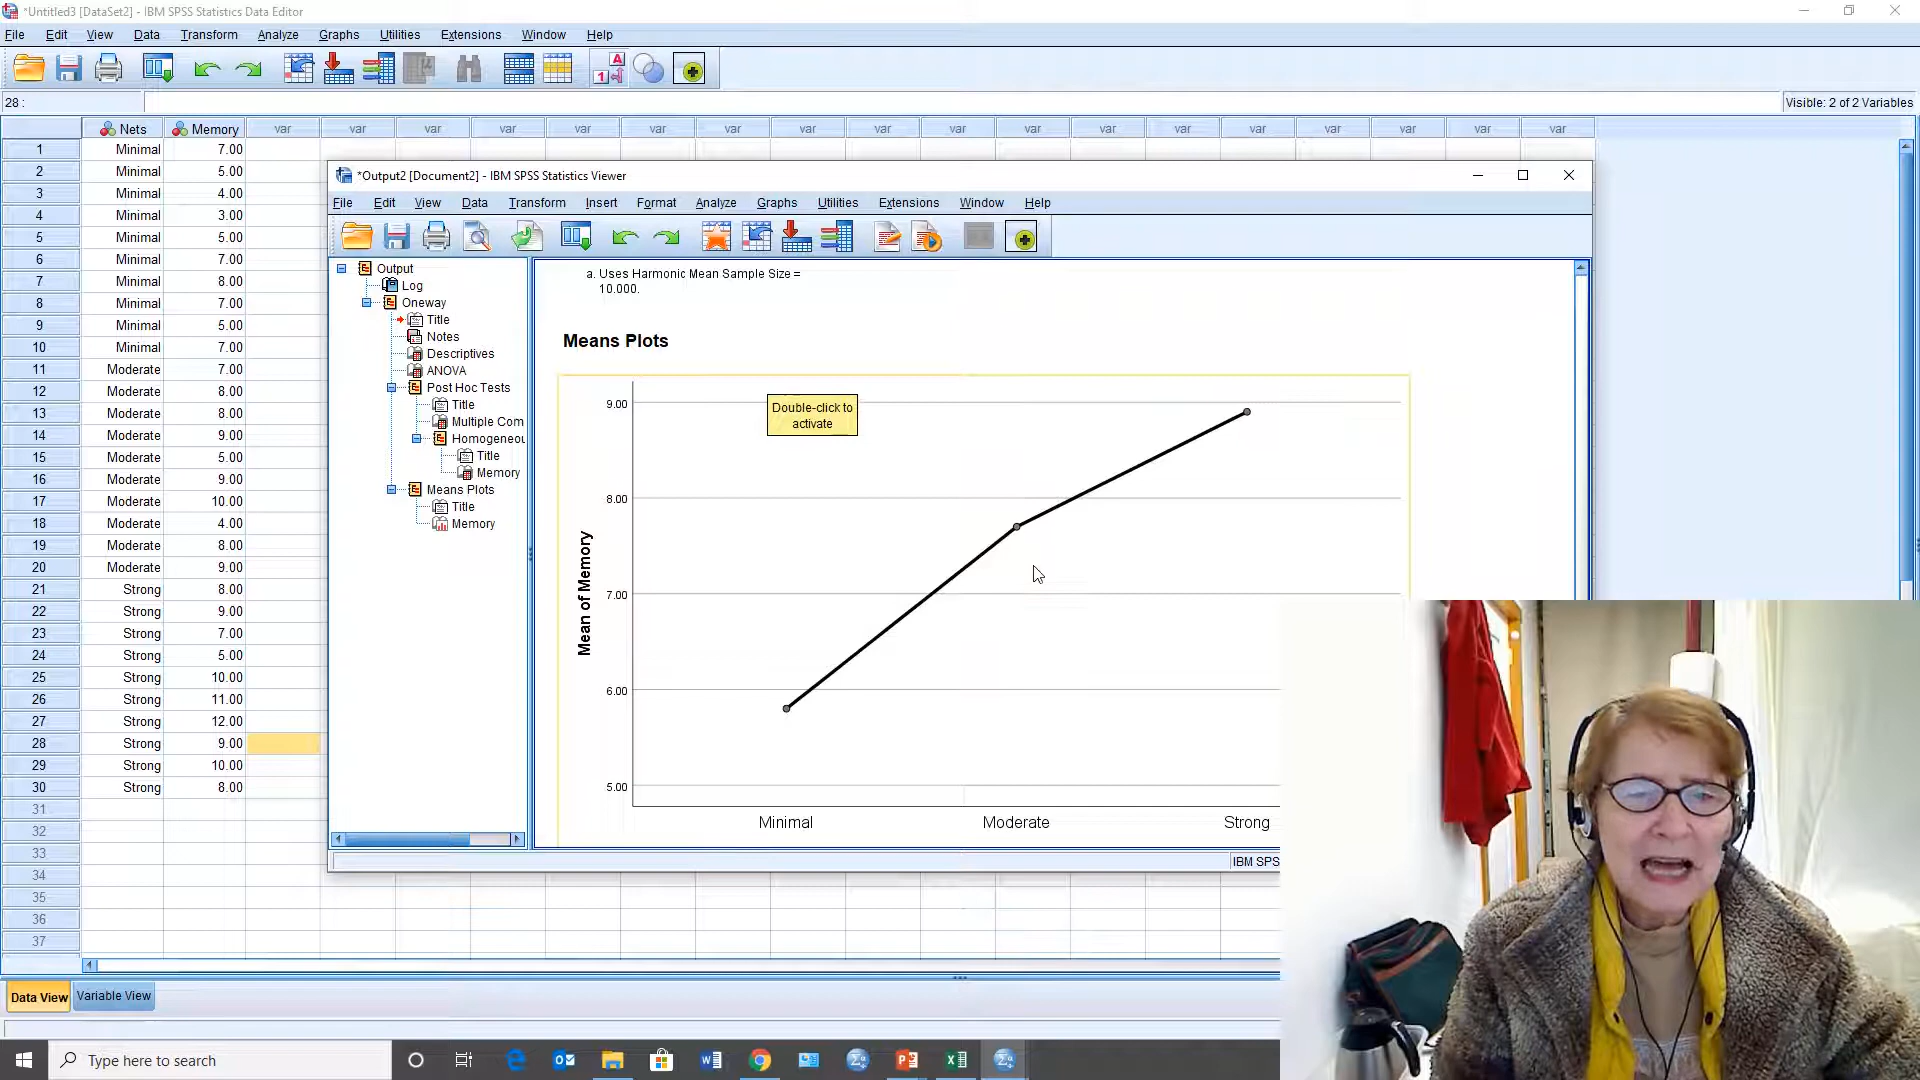 *Untitled3 [DataSet2] - IBM SPSS Statistics Data Editor
File Edit View Data Transform Analyze Graphs Utilities Extensions Window Help
28 :
Visible: 2 of 2 Variables
Nets Memory var var var var var var var var var var var var var var var var var var
1 Minimal 7.00
2 Minimal 5.00
3 Minimal 4.00
4 Minimal 3.00
5 Minimal 5.00
6 Minimal 7.00
7 Minimal 8.00
8 Minimal 7.00
9 Minimal 5.00
10 Minimal 7.00
11 Moderate 7.00
12 Moderate 8.00
13 Moderate 8.00
14 Moderate 9.00
15 Moderate 5.00
16 Moderate 9.00
17 Moderate 10.00
18 Moderate 4.00
19 Moderate 8.00
20 Moderate 9.00
21 Strong 8.00
22 Strong 9.00
23 Strong 7.00
24 Strong 5.00
25 Strong 10.00
26 Strong 11.00
27 Strong 12.00
28 Strong 9.00
29 Strong 10.00
30 Strong 8.00
31
32
33
34
35
36
37
*Output2 [Document2] - IBM SPSS Statistics Viewer
File Edit View Data Transform Insert Format Analyze Graphs Utilities Extensions Window Help
Output
Log
Oneway
Title
Notes
Descriptives
ANOVA
Post Hoc Tests
Title
Multiple Com
Homogeneou
Title
Memory
Means Plots
Title
Memory
a. Uses Harmonic Mean Sample Size =
10.000.
Means Plots
Double-click to
activate
Mean of Memory
9.00
8.00
7.00
6.00
5.00
Minimal Moderate Strong
IBM SPS
Data View Variable View
Type here to search